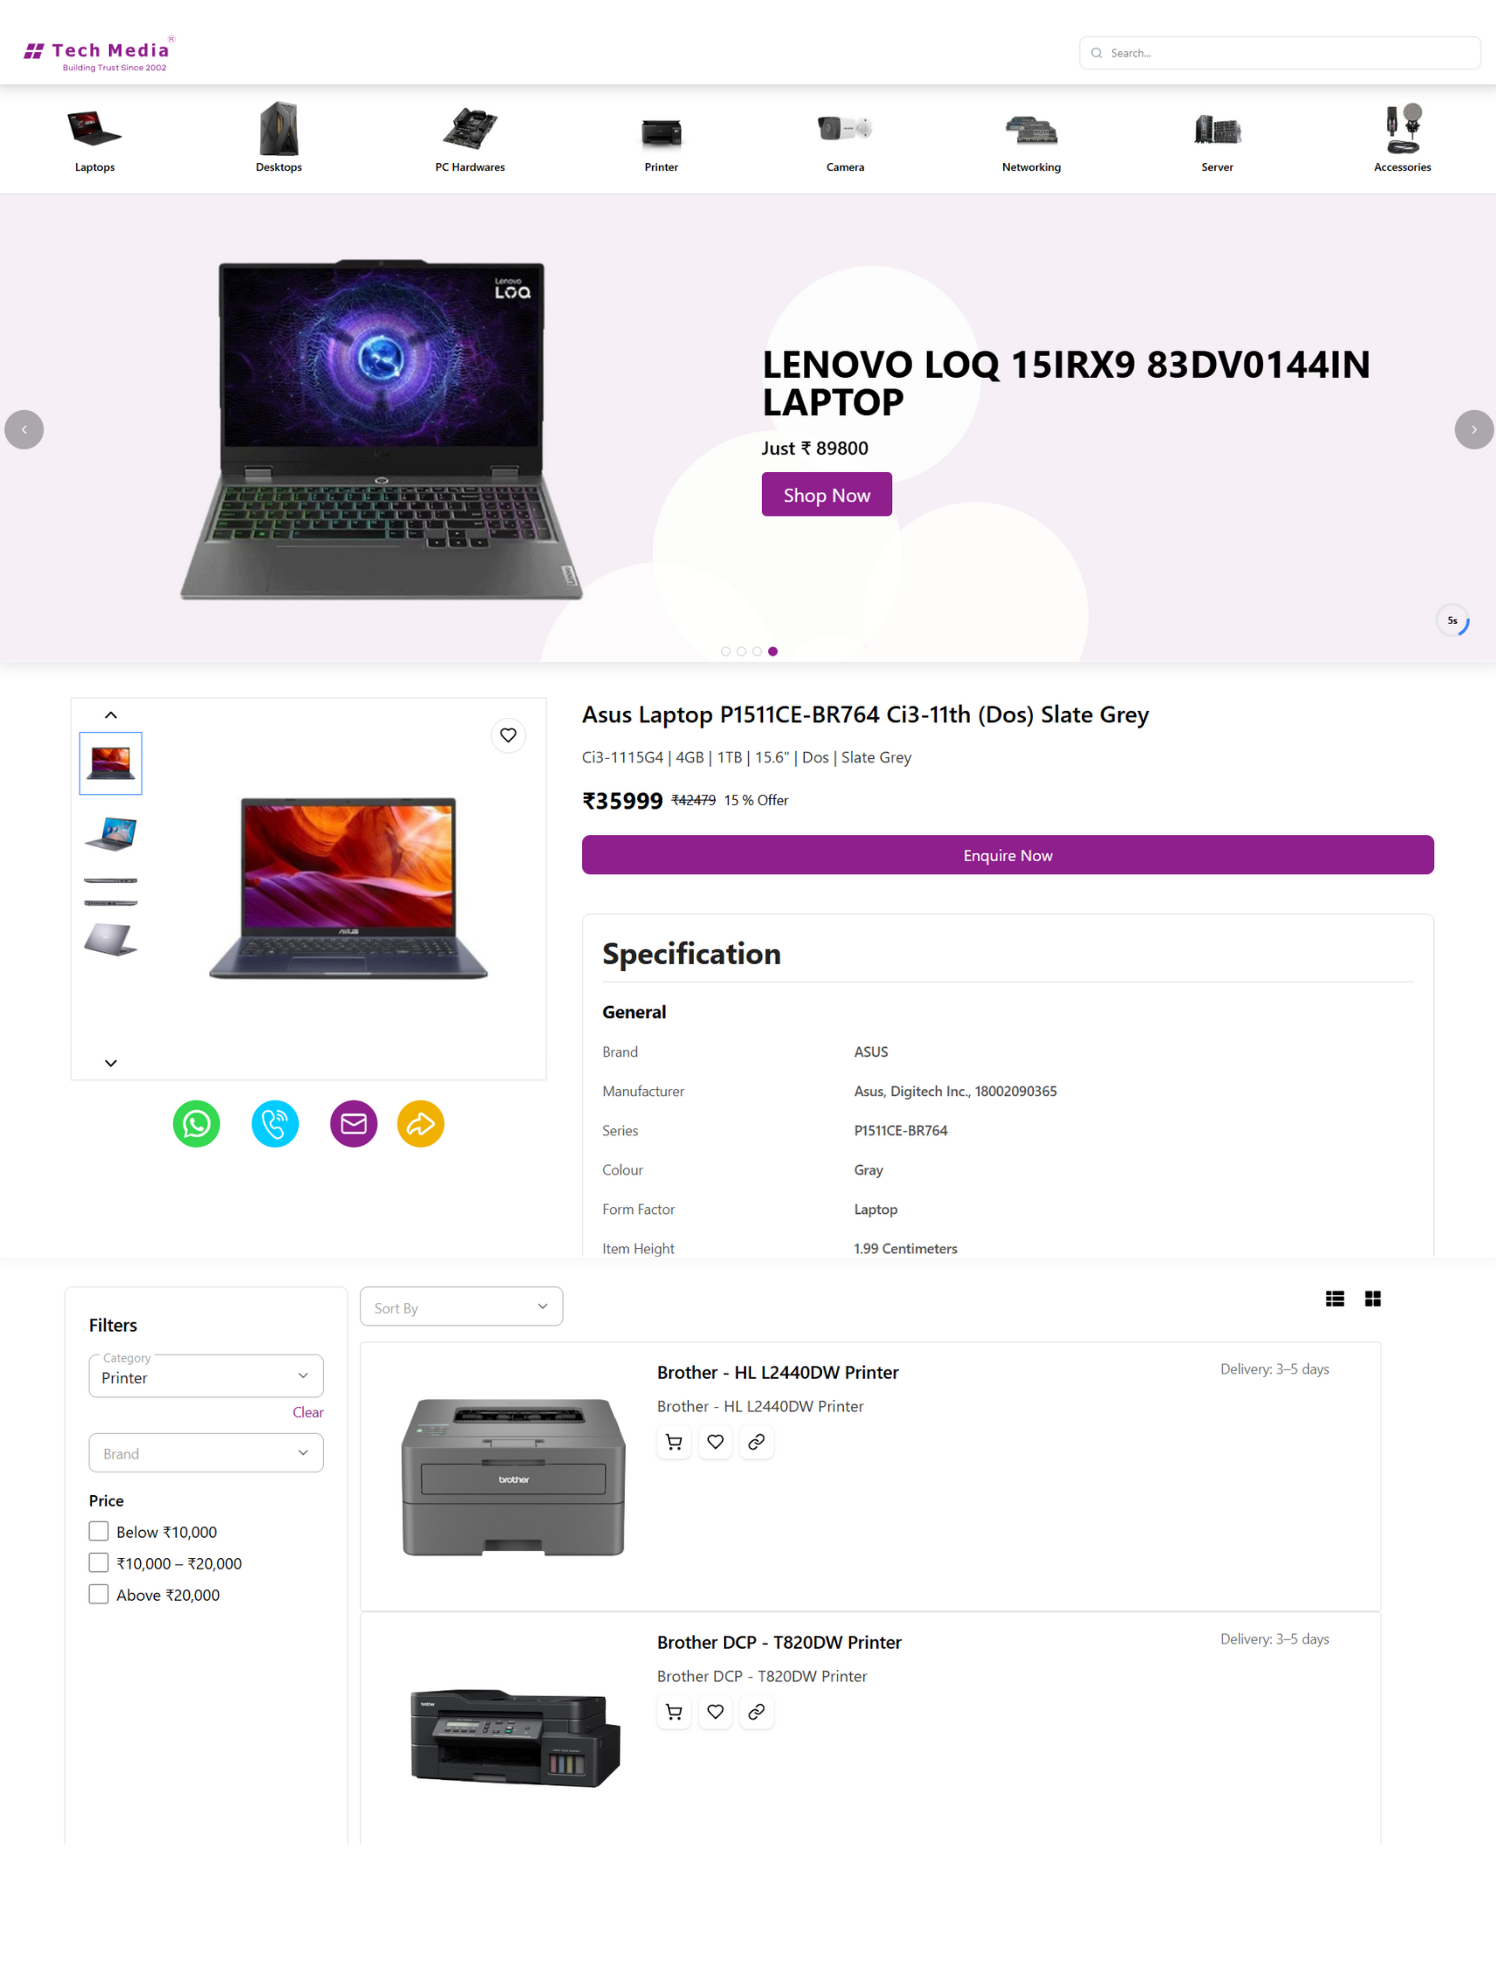 Tech Media®
Building Trust Since 2002
Search...
Laptops
Desktops
PC Hardwares
Printer
Camera
Networking
Server
Accessories
Lenovo
LOQ
LENOVO LOQ 15IRX9 83DV0144IN
LAPTOP
Just ₹ 89800
Shop Now
5s
Asus Laptop P1511CE-BR764 Ci3-11th (Dos) Slate Grey
Ci3-1115G4 | 4GB | 1TB | 15.6" | Dos | Slate Grey
₹35999 ₹42479 15 % Offer
Enquire Now
ASUS
Specification
General
Brand ASUS
Manufacturer Asus, Digitech Inc., 18002090365
Series P1511CE-BR764
Colour Gray
Form Factor Laptop
Item Height 1.99 Centimeters
Filters
Category
Printer
Clear
Brand
Price
Below ₹10,000
₹10,000 – ₹20,000
Above ₹20,000
Sort By
Brother - HL L2440DW Printer
Delivery: 3–5 days
Brother - HL L2440DW Printer
brother
Brother DCP - T820DW Printer
Delivery: 3–5 days
Brother DCP - T820DW Printer
brother